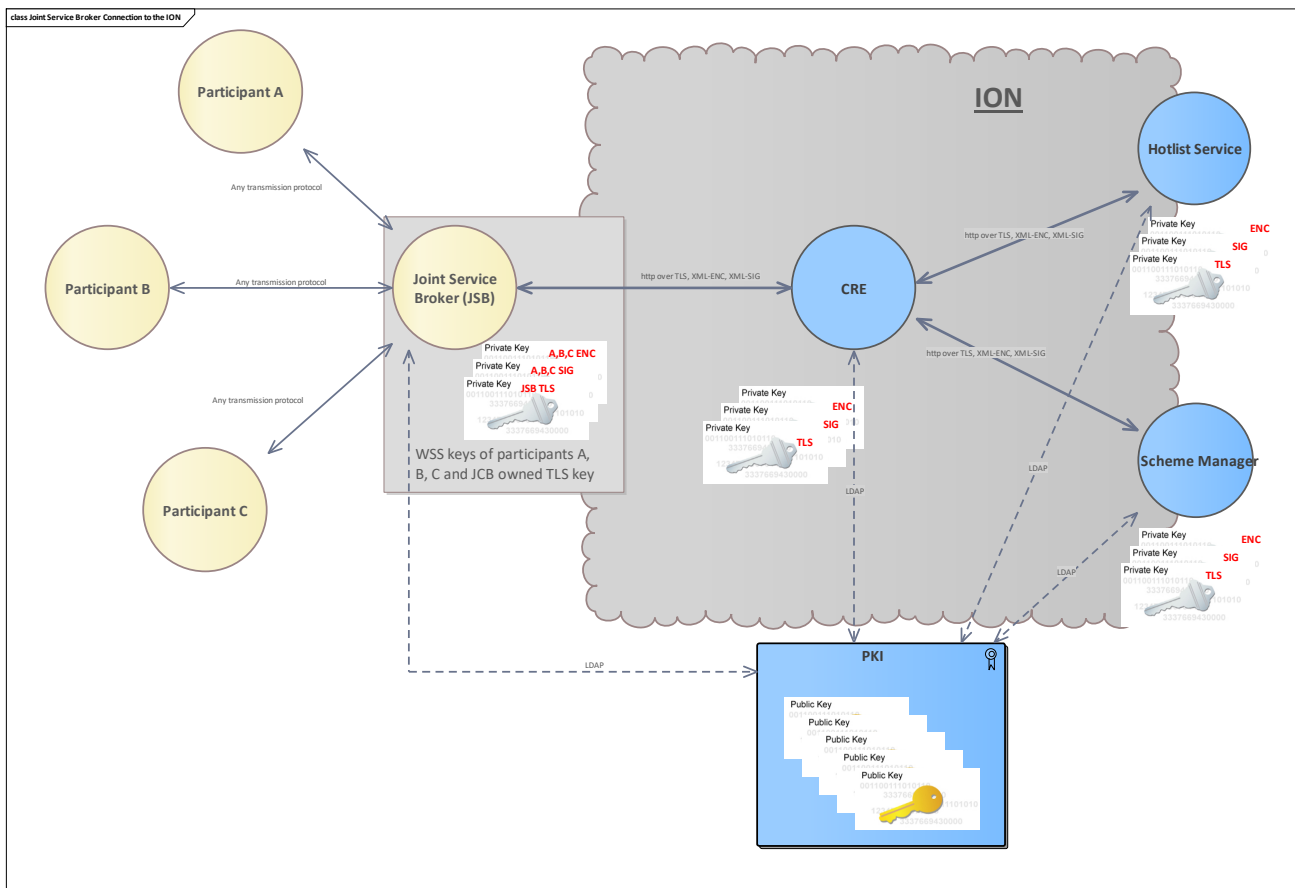 class Joint Service Broker Connection to the ION
Participant A
ION
Hotlist Service
Any transmission protocol
Private Key
ENC
Private Key
SIG
Private Key
TLS
Participant B
Any transmission protocol
Joint Service
Broker (JSB)
http over TLS, XML-ENC, XML-SIG
CRE
http over TLS, XML-ENC, XML-SIG
http over TLS, XML-ENC, XML-SIG
Private Key
A,B,C ENC
Private Key
A,B,C SIG
Private Key
JSB TLS
3337669430000
WSS keys of participants A,
B, C and JCB owned TLS key
Any transmission protocol
Participant C
Private Key
ENC
Private Key
SIG
Private Key
TLS
3337669430000
LDAP
LDAP
Scheme Manager
Private Key
ENC
Private Key
SIG
Private Key
TLS
3337669430000
LDAP
LDAP
PKI
Public Key
Public Key
Public Key
Public Key
Public Key
3337669430000